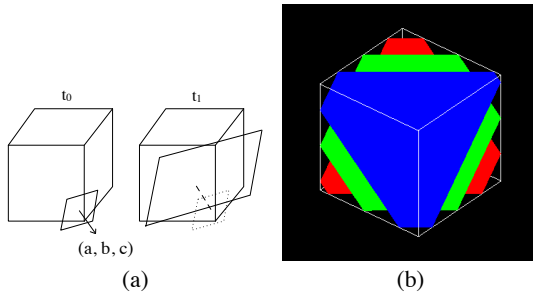 t₀ t₁
(a, b, c)
(a) (b)